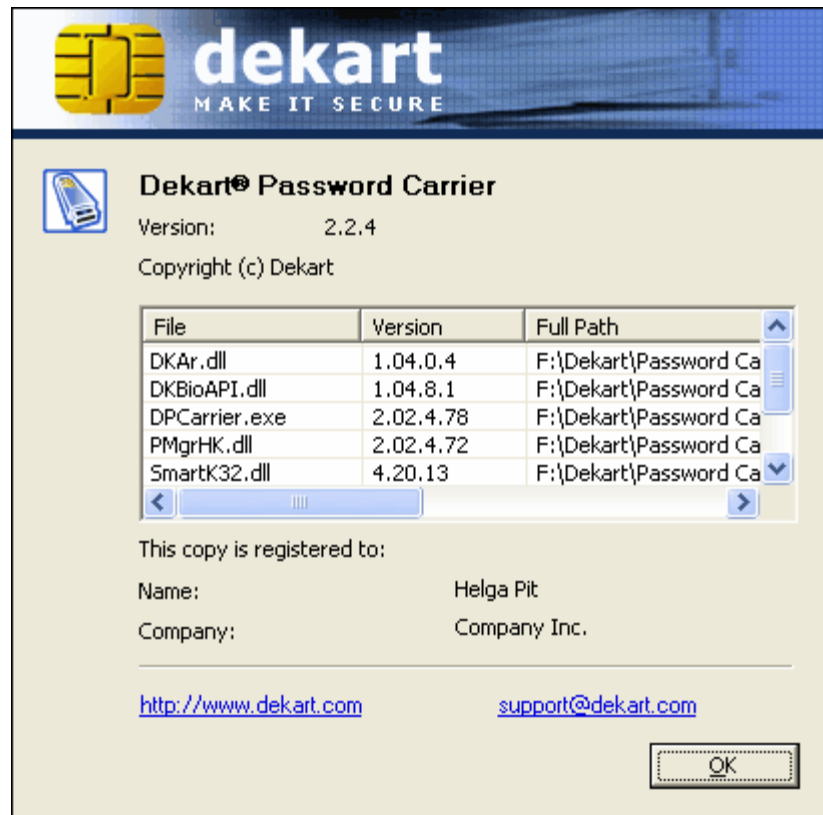 dekart
MAKE IT SECURE
Dekart® Password Carrier
Version: 2.2.4
Copyright (c) Dekart
File Version Full Path
DKAr.dll 1.04.0.4 F:\Dekart\Password Ca
DKBioAPI.dll 1.04.8.1 F:\Dekart\Password Ca
DPCarrier.exe 2.02.4.78 F:\Dekart\Password Ca
PMgrHK.dll 2.02.4.72 F:\Dekart\Password Ca
SmartK32.dll 4.20.13 F:\Dekart\Password Ca
This copy is registered to:
Name: Helga Pit
Company: Company Inc.
http://www.dekart.com support@dekart.com
OK